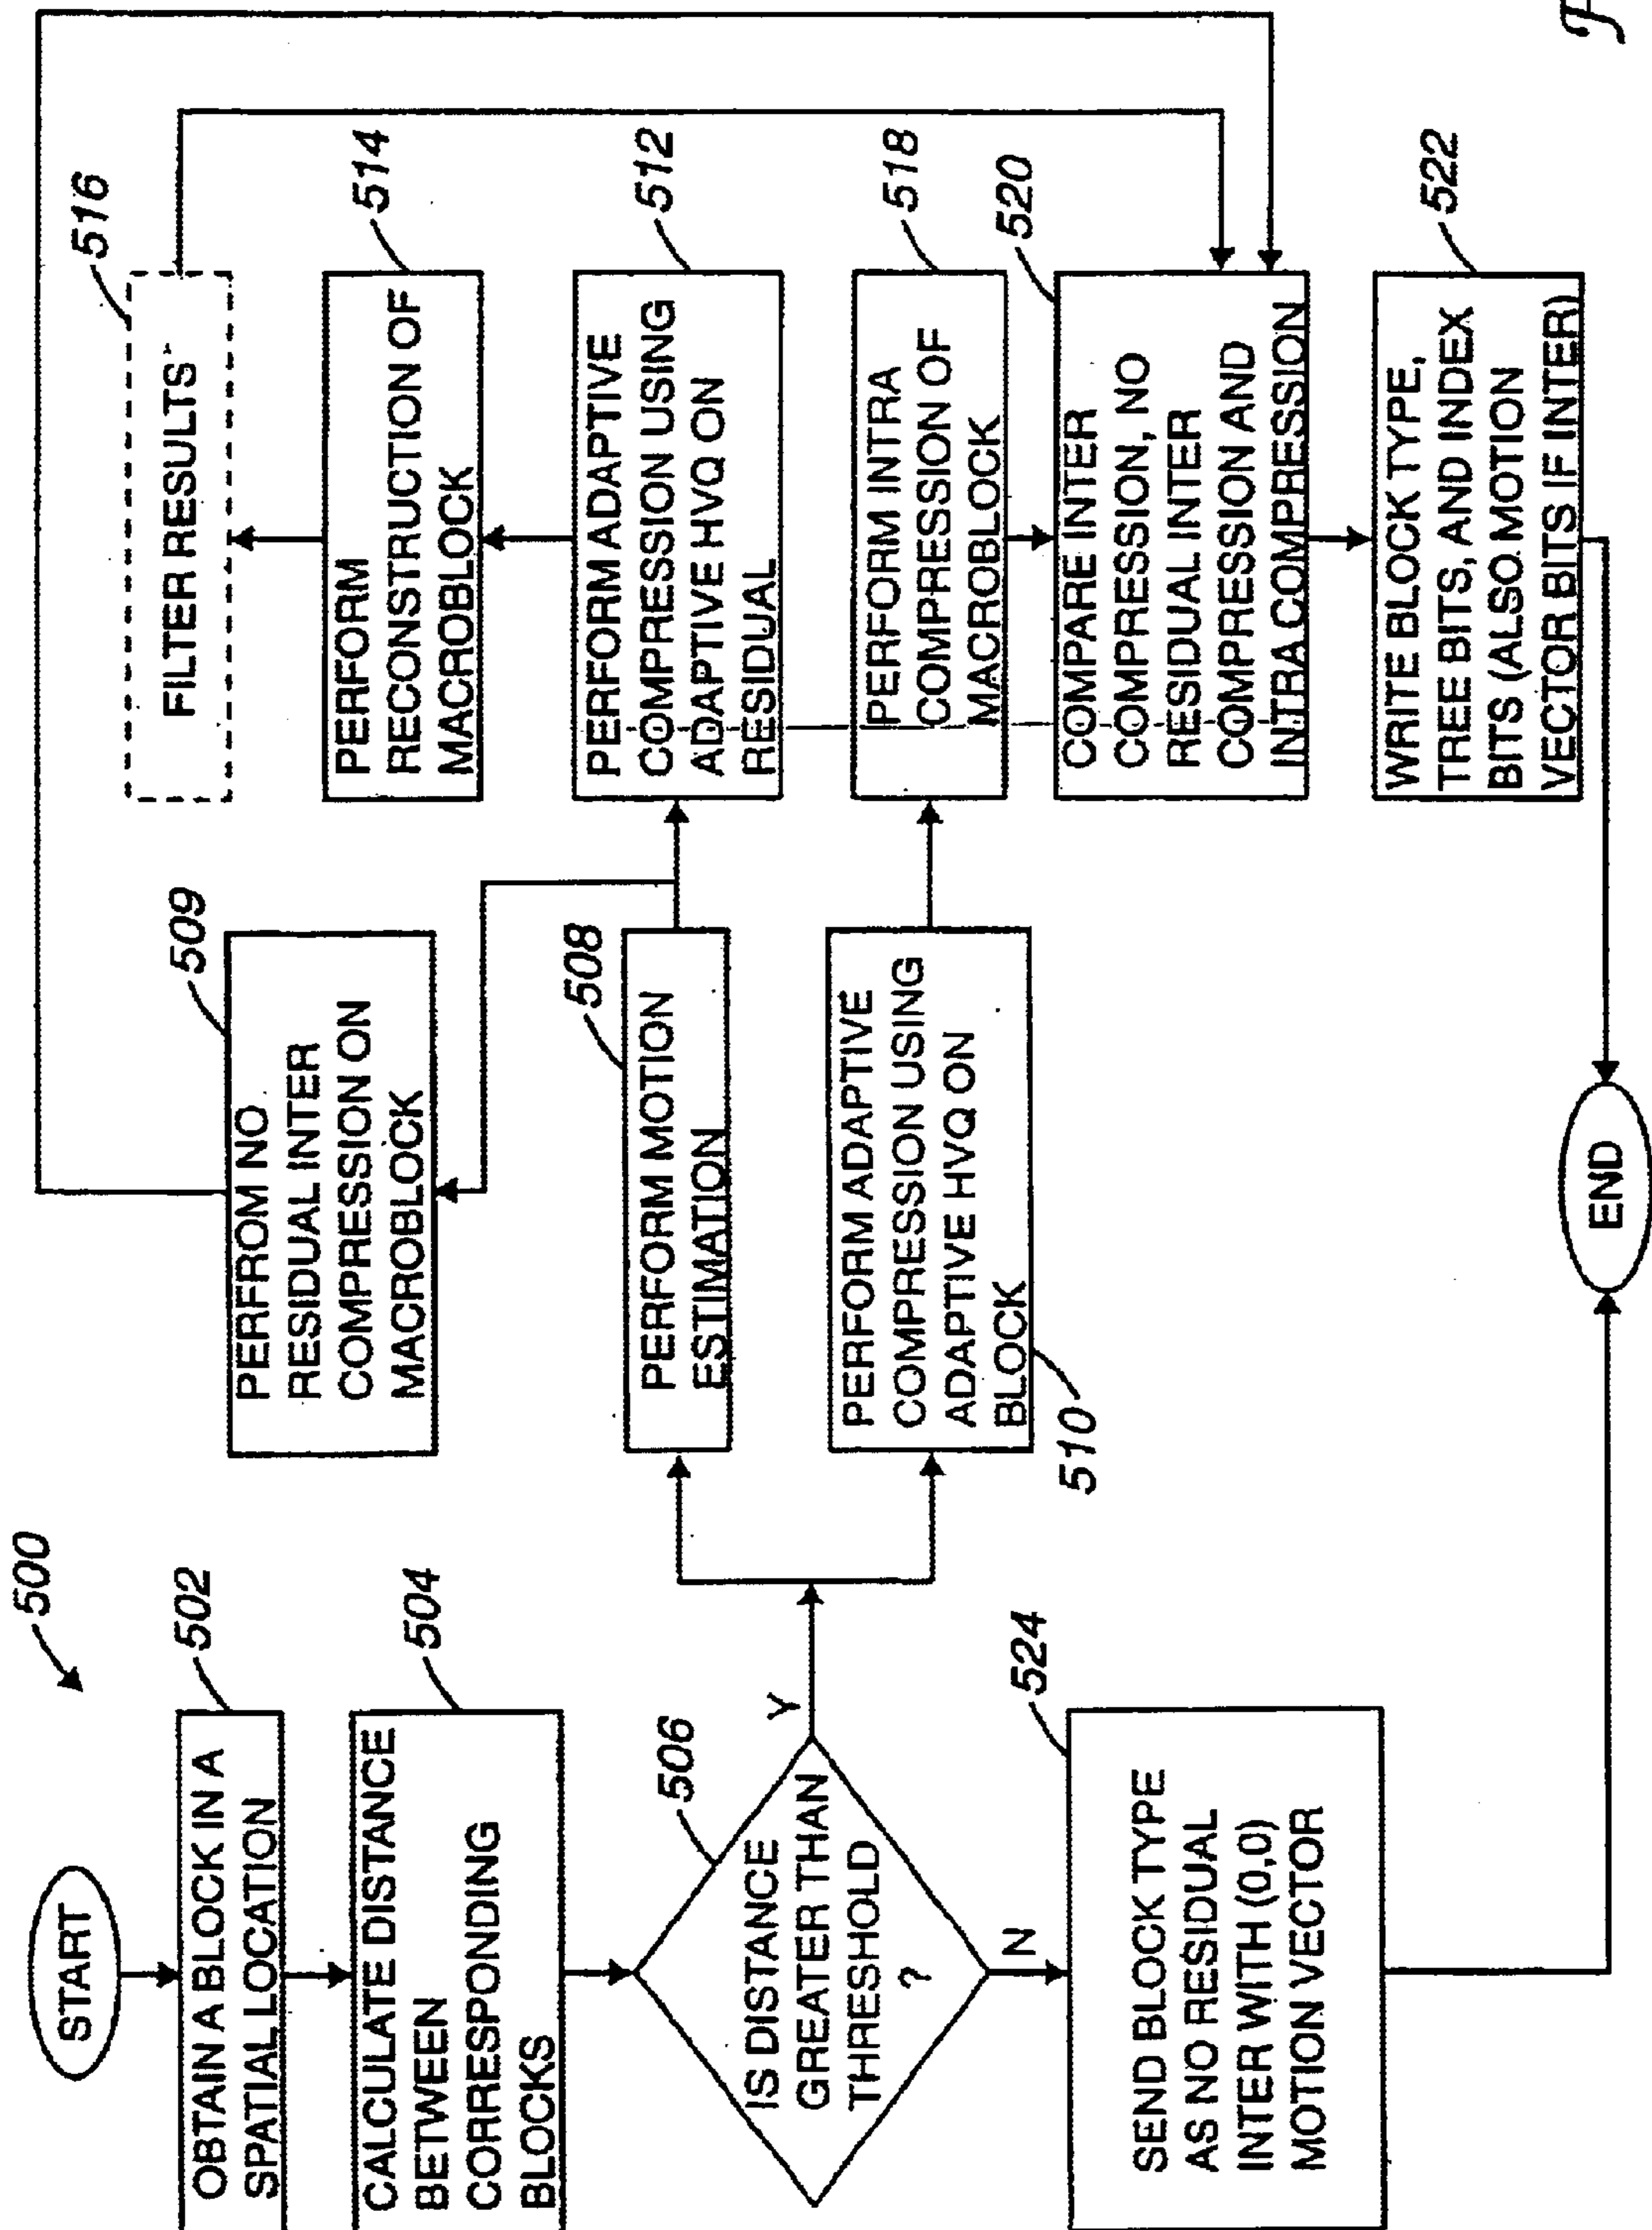 500
START
OBTAIN A BLOCK IN A
SPATIAL LOCATION
502
CALCULATE DISTANCE
BETWEEN
CORRESPONDING
BLOCKS
504
IS DISTANCE
GREATER THAN
THRESHOLD
?
506
Y
N
SEND BLOCK TYPE
AS NO RESIDUAL
INTER WITH (0,0)
MOTION VECTOR
524
PERFROM NO
RESIDUAL INTER
COMPRESSION ON
MACROBLOCK
509
PERFORM MOTION
ESTIMATION
508
PERFORM ADAPTIVE
COMPRESSION USING
ADAPTIVE HVQ ON
BLOCK
510
FILTER RESULTS
516
PERFORM
RECONSTRUCTION OF
MACROBLOCK
514
PERFORM ADAPTIVE
COMPRESSION USING
ADAPTIVE HVQ ON
RESIDUAL
512
PERFORM INTRA
COMPRESSION OF
MACROBLOCK
518
COMPARE INTER
COMPRESSION, NO
RESIDUAL INTER
COMPRESSION AND
INTRA COMPRESSION
520
WRITE BLOCK TYPE,
TREE BITS, AND INDEX
BITS (ALSO MOTION
VECTOR BITS IF INTER)
522
END